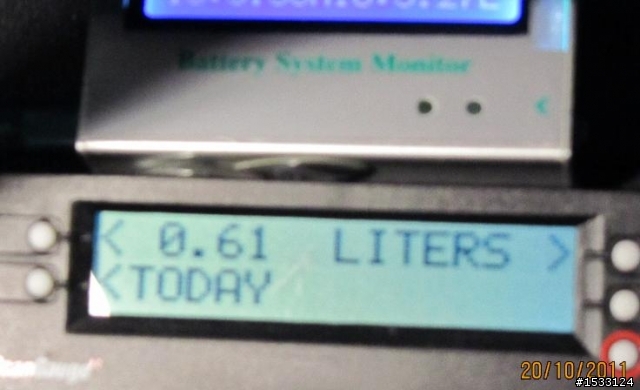 Battery System Monitor
<
< 0.61 LITERS >
<TODAY
20/10/2011
#1533124